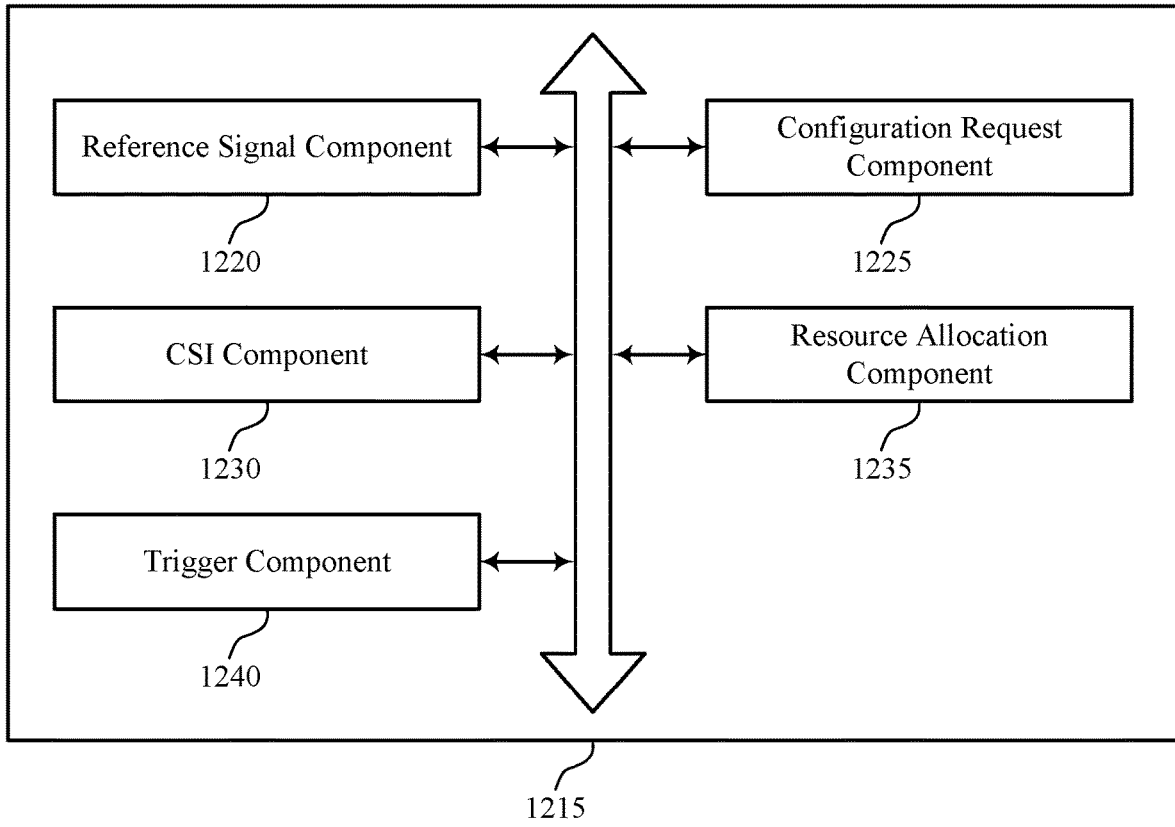 Reference Signal Component
1220
Configuration Request
Component
1225
CSI Component
1230
Resource Allocation
Component
1235
Trigger Component
1240
1215